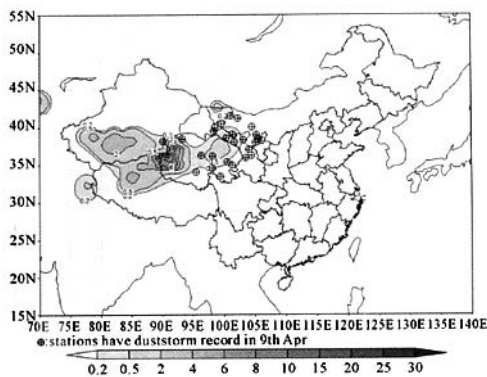 55N
50N
45N
40N
35N
30N
25N
20N
15N
70E 75E 80E 85E 90E 95E 100E 105E 110E 115E 120E 125E 130E 135E 140E
⊕:stations have duststorm record in 9th Apr
0.2 0.5 2 4 6 8 10 15 20 25 30